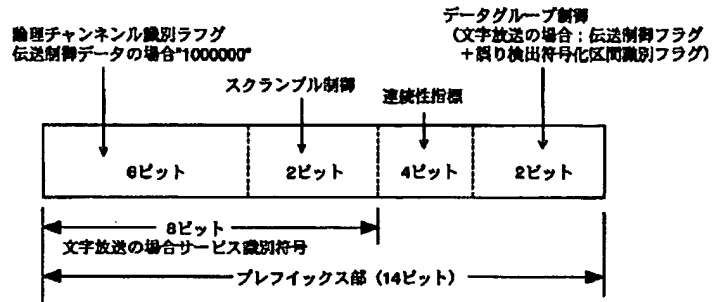 論理チャンネンル識別ラフグ
伝送制御データの場合"1000000"
データグループ制御
(文字放送の場合:伝送制御フラグ
+誤り検出符号化区間識別フラグ)
スクランブル制御
連続性指標
6ビット
2ビット
4ビット
2ビット
8ビット
文字放送の場合サービス識別符号
プレフイックス部(14ビット)